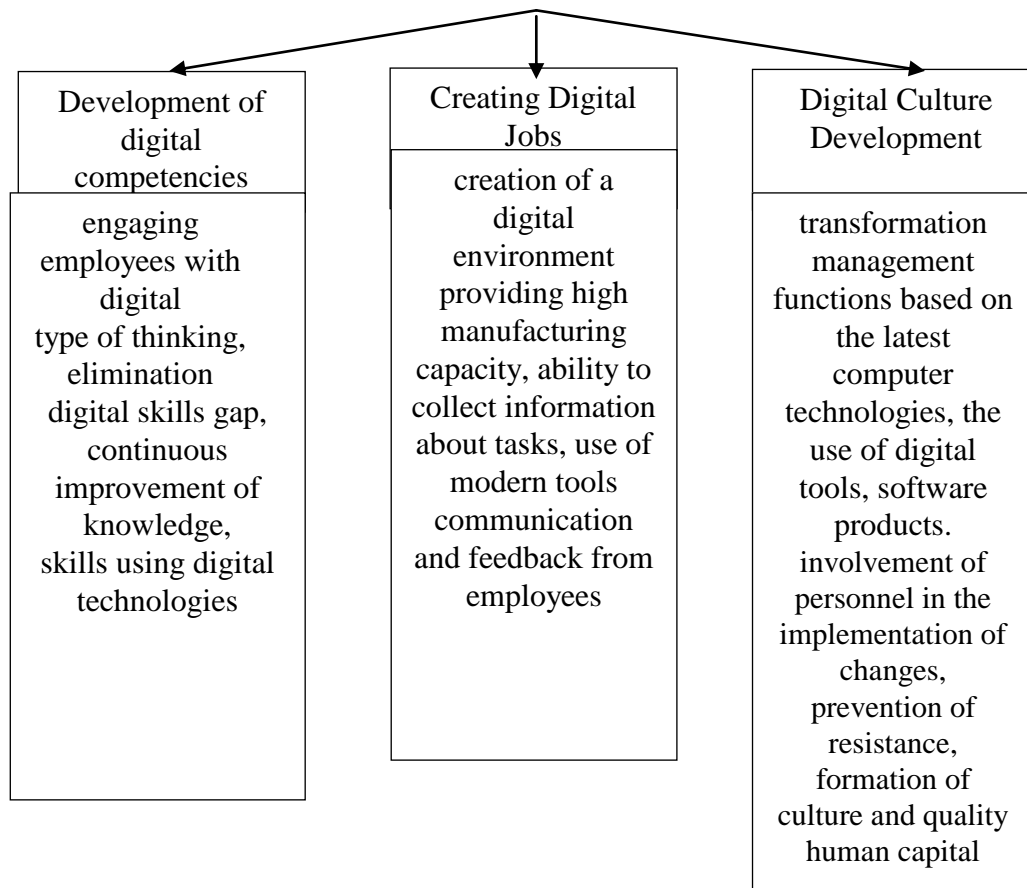 Development of
digital
competencies
engaging
employees with
digital
type of thinking,
elimination
digital skills gap,
continuous
improvement of
knowledge,
skills using digital
technologies
Creating Digital
Jobs
creation of a
digital
environment
providing high
manufacturing
capacity, ability to
collect information
about tasks, use of
modern tools
communication
and feedback from
employees
Digital Culture
Development
transformation
management
functions based on
the latest
computer
technologies, the
use of digital
tools, software
products.
involvement of
personnel in the
implementation of
changes,
prevention of
resistance,
formation of
culture and quality
human capital